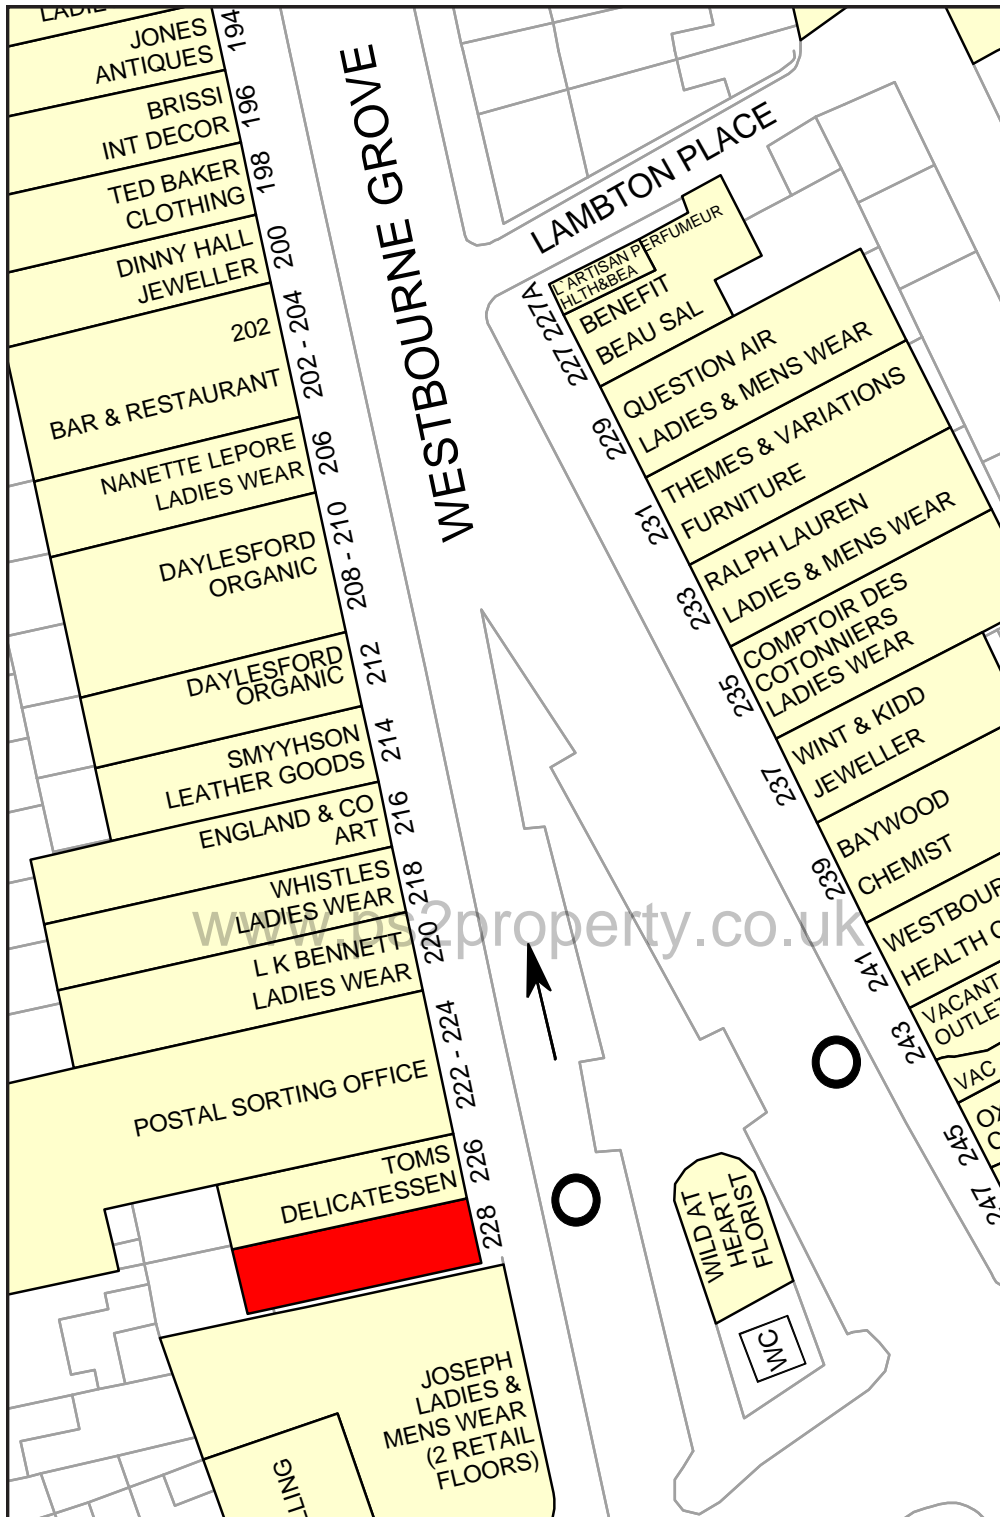 JONES
ANTIQUES
194
BRISSI
INT DECOR
196
TED BAKER
CLOTHING
198
DINNY HALL
JEWELLER
200
202
BAR & RESTAURANT
202 - 204
NANETTE LEPORE
LADIES WEAR
206
DAYLESFORD
ORGANIC
208 - 210
DAYLESFORD
ORGANIC
212
SMYYHSON
LEATHER GOODS
214
ENGLAND & CO
ART
216
WHISTLES
LADIES WEAR
218
L K BENNETT
LADIES WEAR
220
POSTAL SORTING OFFICE
222 - 224
TOMS
DELICATESSEN
226
228
JOSEPH
LADIES &
MENS WEAR
(2 RETAIL
FLOORS)
LLING
WESTBOURNE GROVE
LAMBTON PLACE
L'ARTISAN PERFUMEUR
HLTH&BEA
227A
BENEFIT
BEAU SAL
227
QUESTION AIR
LADIES & MENS WEAR
229
THEMES & VARIATIONS
FURNITURE
231
RALPH LAUREN
LADIES & MENS WEAR
233
COMPTOIR DES
COTONNIERS
LADIES WEAR
235
WINT & KIDD
JEWELLER
237
BAYWOOD
CHEMIST
239
WESTBOUR
HEALTH C
241
VACANT
OUTLET
243
VAC
OX
245
247
WILD AT
HEART
FLORIST
WC
www.ps2property.co.uk